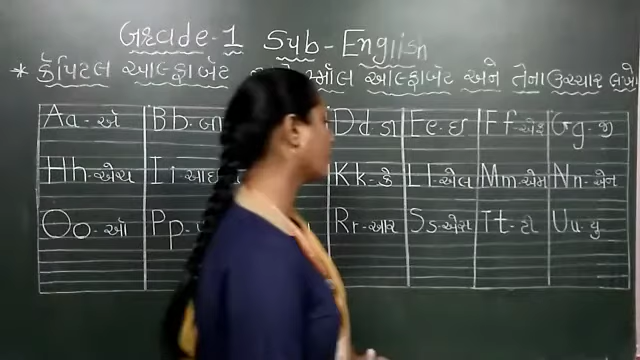 Grade-1 Sub-English
* કેપિટલ આલ્ફાબેટ સ્મોલ આલ્ફાબેટ અને તેના ઉચ્ચાર લખો
Aa-એ Bb- Dd-ડી Ee-ઇ Ff-એફ Gg-જી
Hh-એચ Ii-આઇ Kk-કે Ll-એલ Mm-એમ Nn-એન
Oo-ઓ Pp- Rr-આર Ss-એસ Tt-ટી Uu-યુ